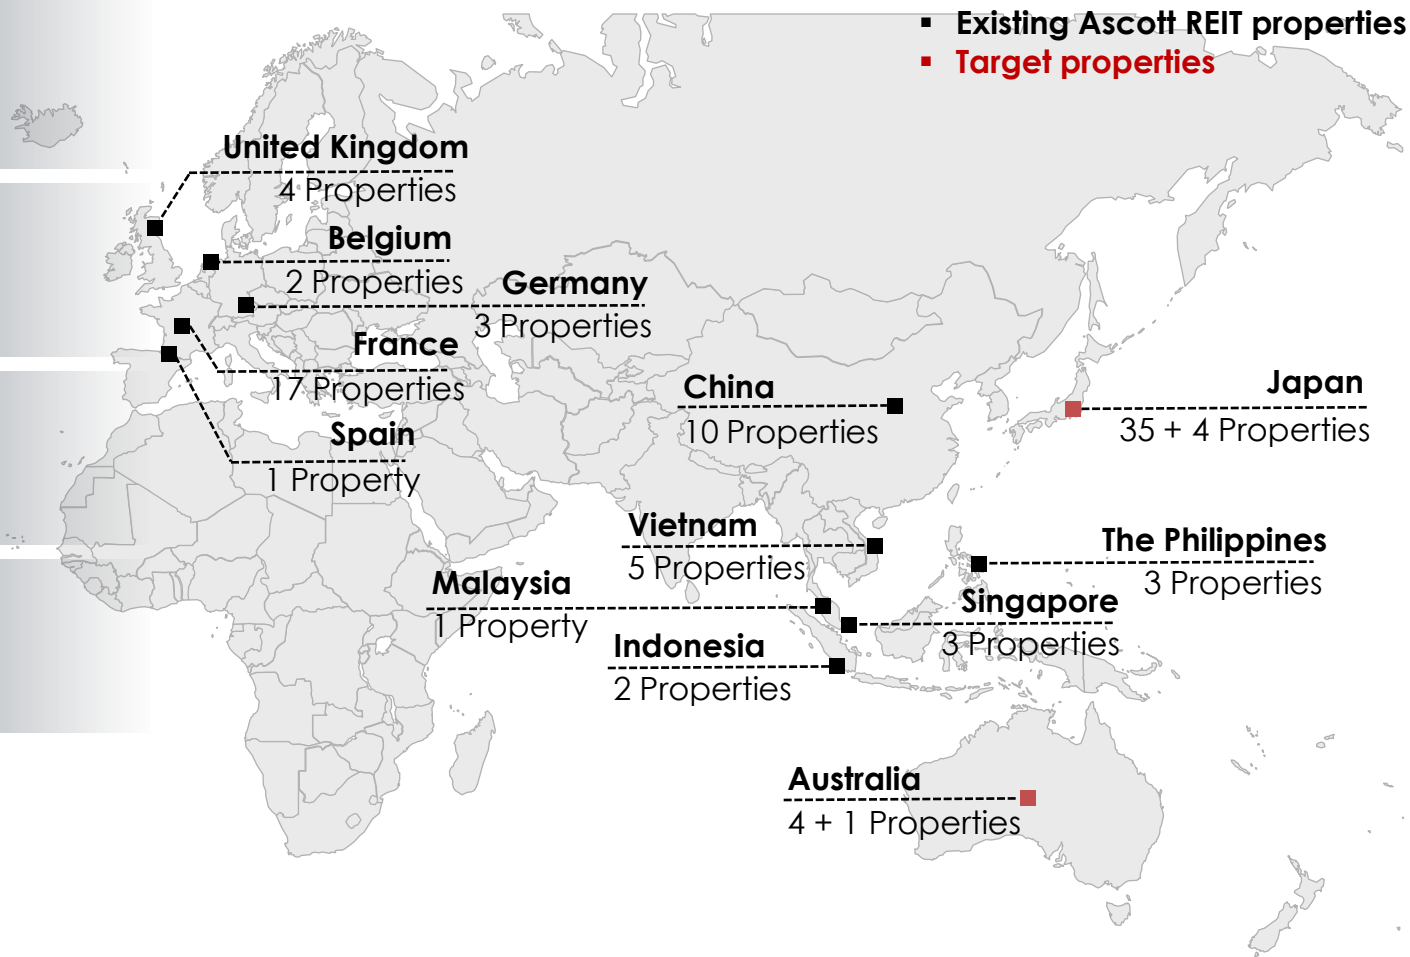 ▪ Existing Ascott REIT properties
▪ Target properties
United Kingdom
4 Properties
Belgium
2 Properties
Germany
3 Properties
France
17 Properties
Spain
1 Property
China
10 Properties
Japan
35 + 4 Properties
Vietnam
5 Properties
The Philippines
3 Properties
Malaysia
1 Property
Singapore
3 Properties
Indonesia
2 Properties
Australia
4 + 1 Properties